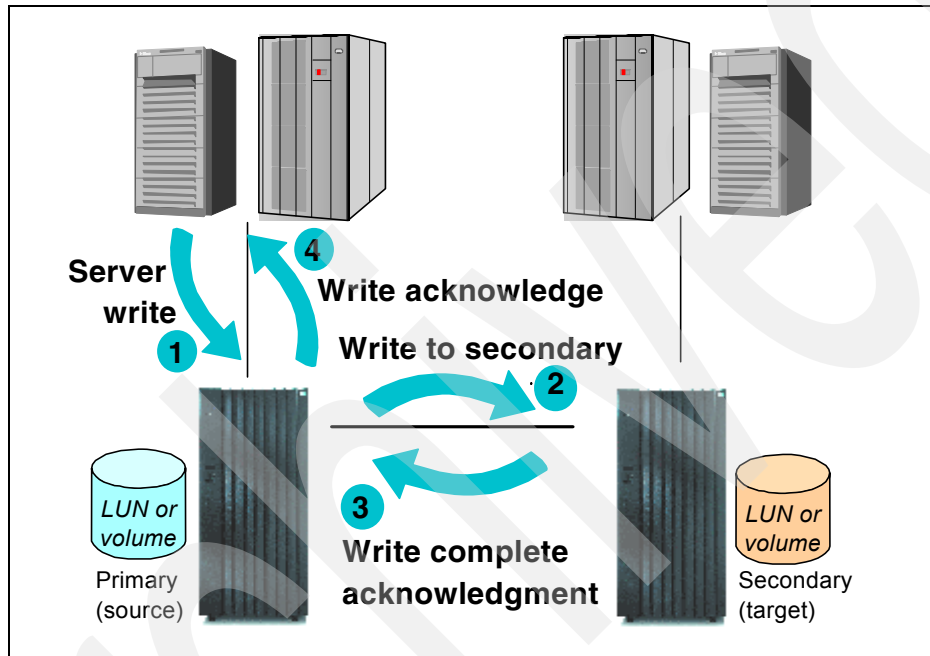 Server
write
1
4
Write acknowledge
Write to secondary
2
3
Write complete
acknowledgment
LUN or
volume
Primary
(source)
LUN or
volume
Secondary
(target)